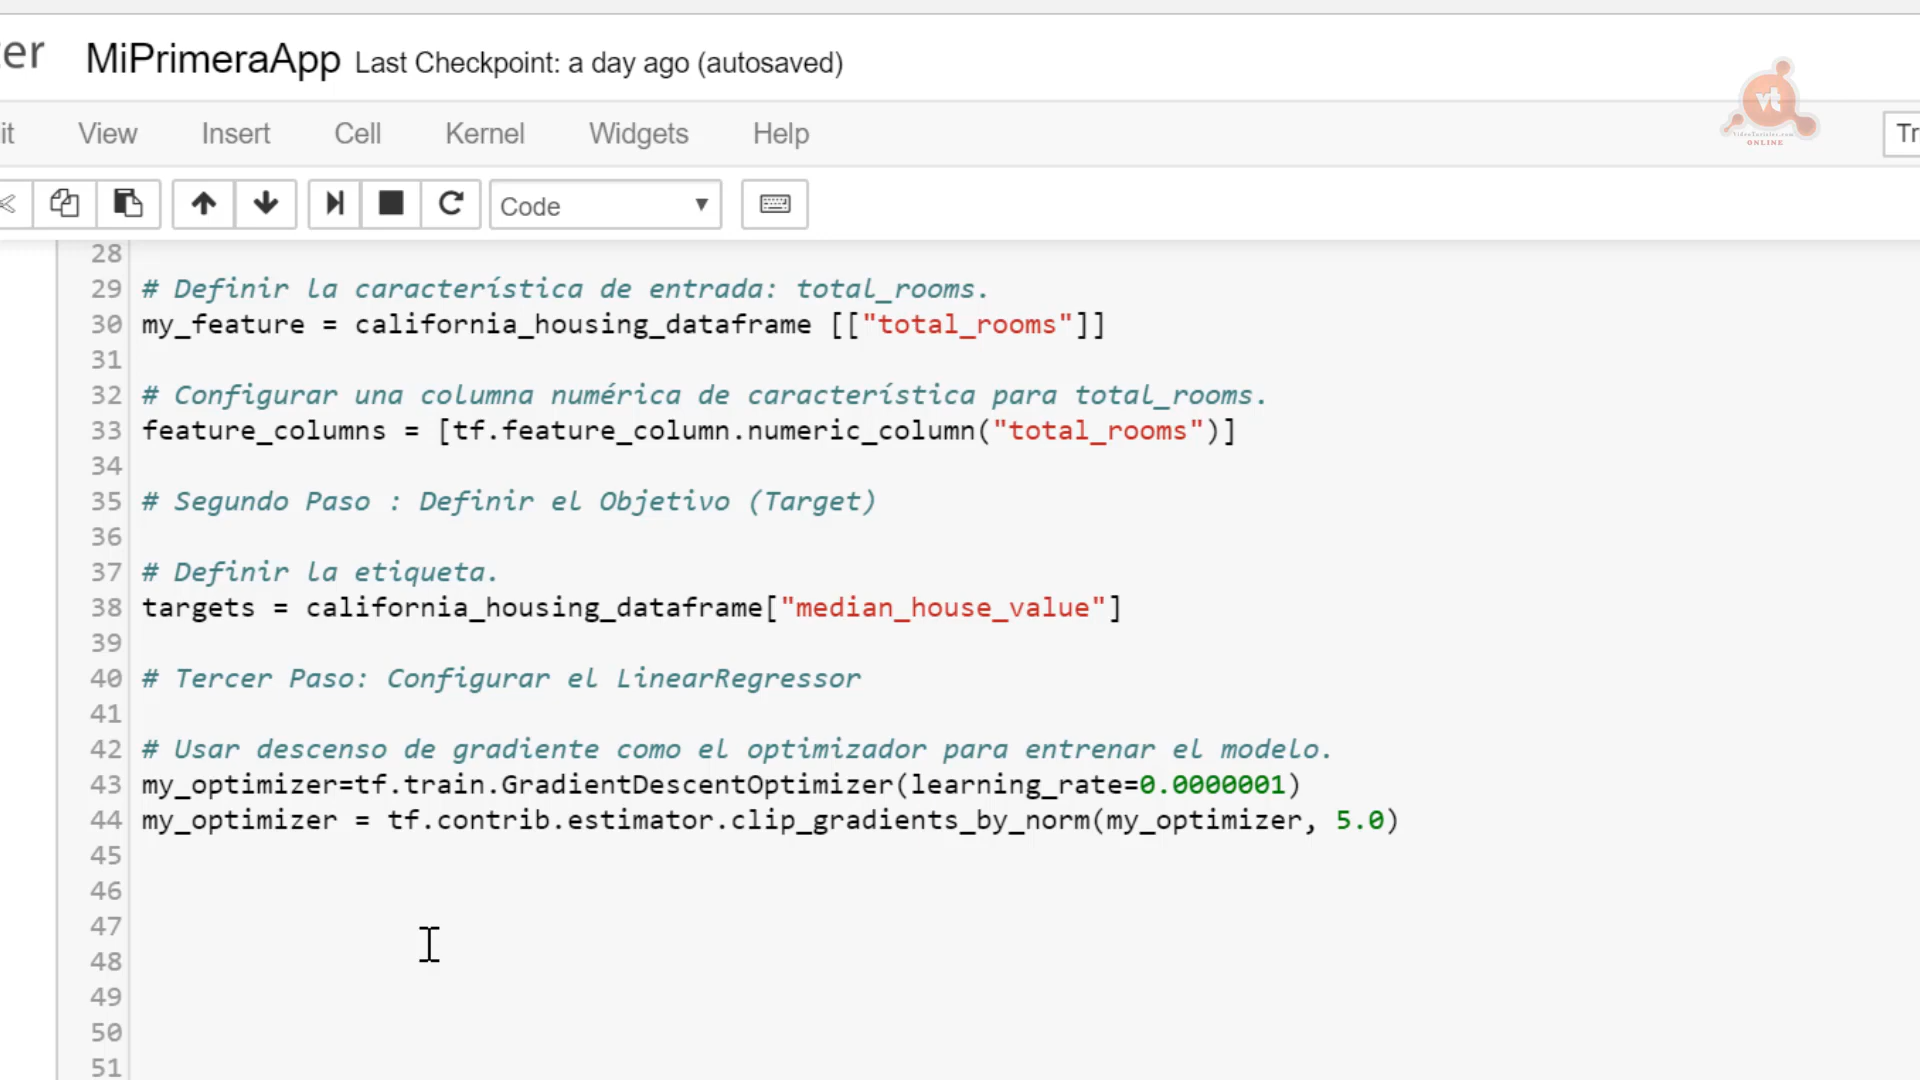 er MiPrimeraApp Last Checkpoint: a day ago (autosaved)
it View Insert Cell Kernel Widgets Help Tr
vt
VideoTutoriales.com
ONLINE
Code
28
29 # Definir la característica de entrada: total_rooms.
30 my_feature = california_housing_dataframe [["total_rooms"]]
31
32 # Configurar una columna numérica de característica para total_rooms.
33 feature_columns = [tf.feature_column.numeric_column("total_rooms")]
34
35 # Segundo Paso : Definir el Objetivo (Target)
36
37 # Definir la etiqueta.
38 targets = california_housing_dataframe["median_house_value"]
39
40 # Tercer Paso: Configurar el LinearRegressor
41
42 # Usar descenso de gradiente como el optimizador para entrenar el modelo.
43 my_optimizer=tf.train.GradientDescentOptimizer(learning_rate=0.0000001)
44 my_optimizer = tf.contrib.estimator.clip_gradients_by_norm(my_optimizer, 5.0)
45
46
47
48
49
50
51